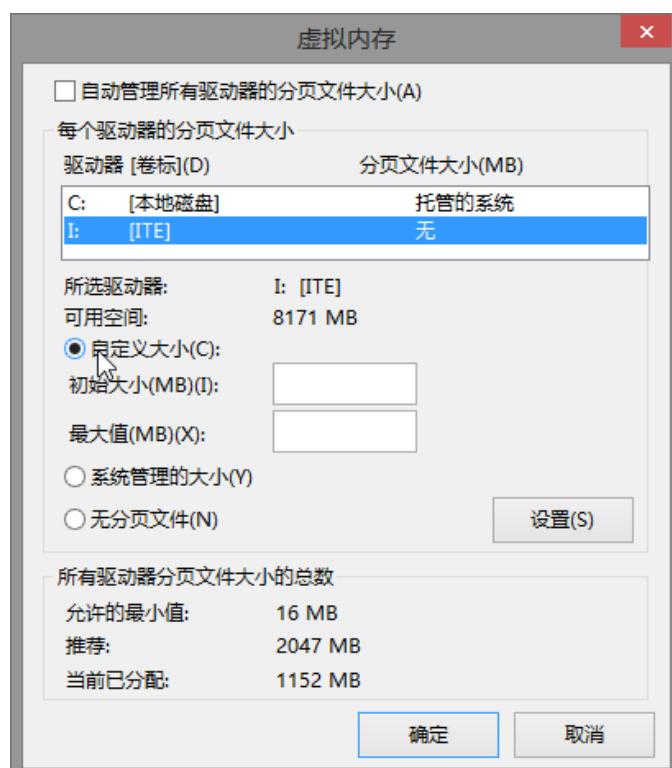 虚拟内存
自动管理所有驱动器的分页文件大小(A)
每个驱动器的分页文件大小
驱动器 [卷标](D) 分页文件大小(MB)
C: [本地磁盘] 托管的系统
I: [ITE] 无
所选驱动器: I: [ITE]
可用空间: 8171 MB
自定义大小(C):
初始大小(MB)(I):
最大值(MB)(X):
系统管理的大小(Y)
无分页文件(N) 设置(S)
所有驱动器分页文件大小的总数
允许的最小值: 16 MB
推荐: 2047 MB
当前已分配: 1152 MB
确定 取消